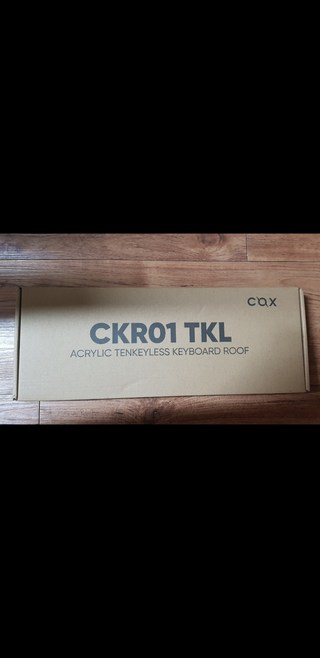 cox
CKR01 TKL
ACRYLIC TENKEYLESS KEYBOARD ROOF